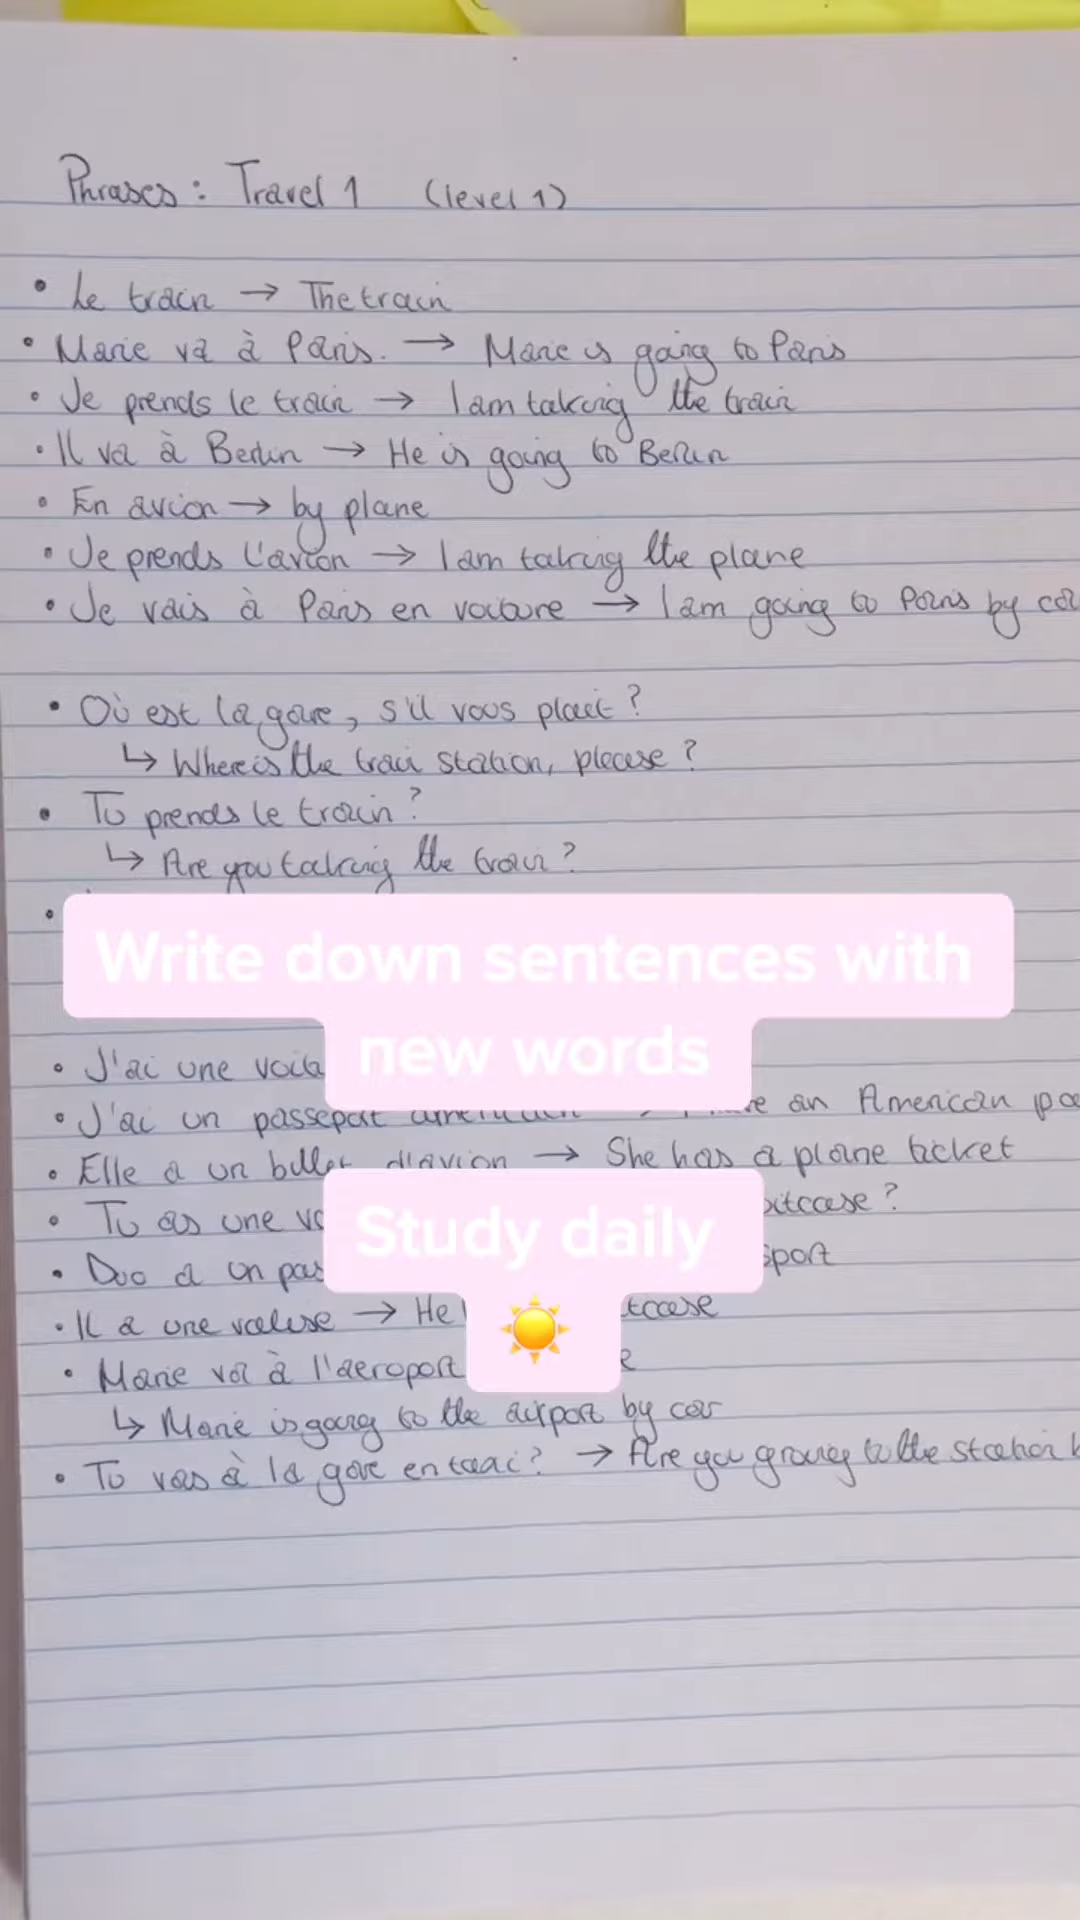 Phrases: Travel 1 (level 1)
• Le train → The train
• Marie va à Paris. → Marie is going to Paris
• Je prends le train → I am taking the train
• Il va à Berlin → He is going to Berlin
• En avion → by plane
• Je prends l'avion → I am taking the plane
• Je vais à Paris en voiture → I am going to Paris by
• Où est la gare, s'il vous plait ?
↳ Where is the train station, please ?
• Tu prends le train ?
↳ Are you taking the train ?
Write down sentences with
new words
• J'ai une
• J'ai un passeport → an American
• Elle a un billet d'avion → She has a plane ticket
Study daily
• Tu as une ?
• Duo a un
• Il a une valise → He
• Marie va à l'aeroport
↳ Marie is going to the airport by car
• Tu vas à la gare en taxi? → Are you going to the station